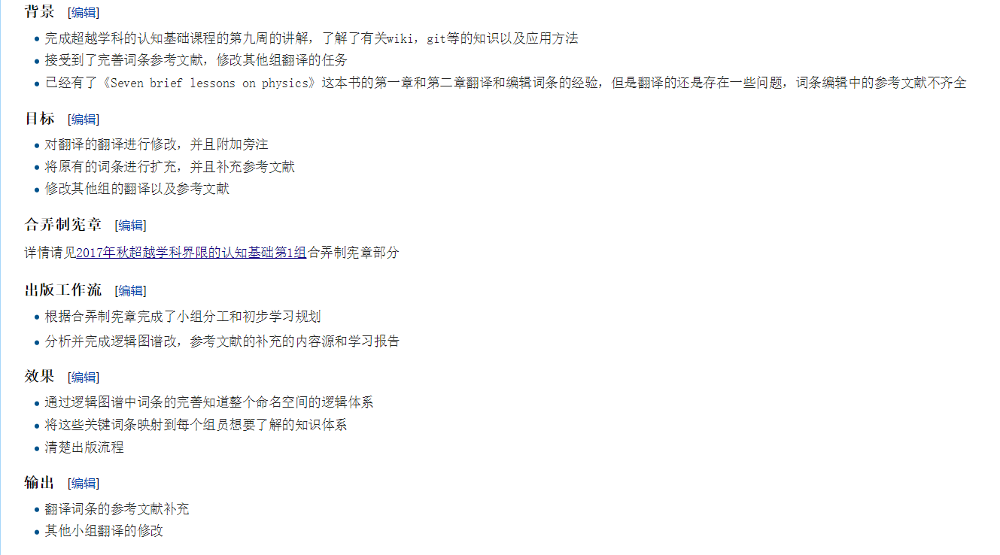 背景 [编辑]
完成超越学科的认知基础课程的第九周的讲解，了解了有关wiki，git等的知识以及应用方法
接受到了完善词条参考文献，修改其他组翻译的任务
已经有了《Seven brief lessons on physics》这本书的第一章和第二章翻译和编辑词条的经验，但是翻译的还是存在一些问题，词条编辑中的参考文献不齐全
目标 [编辑]
对翻译的翻译进行修改，并且附加旁注
将原有的词条进行扩充，并且补充参考文献
修改其他组的翻译以及参考文献
合弄制宪章 [编辑]
详情请见2017年秋超越学科界限的认知基础第1组合弄制宪章部分
出版工作流 [编辑]
根据合弄制宪章完成了小组分工和初步学习规划
分析并完成逻辑图谱改，参考文献的补充的内容源和学习报告
效果 [编辑]
通过逻辑图谱中词条的完善知道整个命名空间的逻辑体系
将这些关键词条映射到每个组员想要了解的知识体系
清楚出版流程
输出 [编辑]
翻译词条的参考文献补充
其他小组翻译的修改